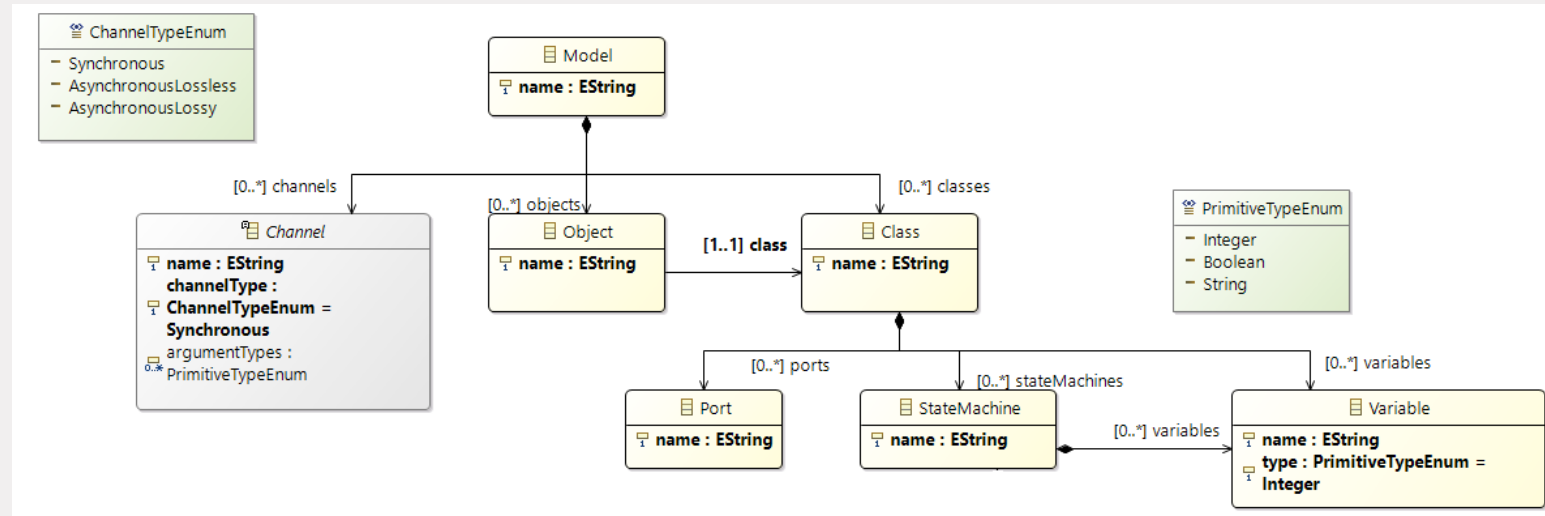 ChannelTypeEnum
Synchronous
AsynchronousLossless
AsynchronousLossy
Model
name : EString
[0..*] channels
[0..*] objects
[0..*] classes
Channel
name : EString
channelType :
ChannelTypeEnum =
Synchronous
argumentTypes :
0..* PrimitiveTypeEnum
Object
name : EString
[1..1] class
Class
name : EString
PrimitiveTypeEnum
Integer
Boolean
String
[0..*] ports
[0..*] stateMachines
[0..*] variables
Port
name : EString
StateMachine
name : EString
[0..*] variables
Variable
name : EString
type : PrimitiveTypeEnum =
Integer